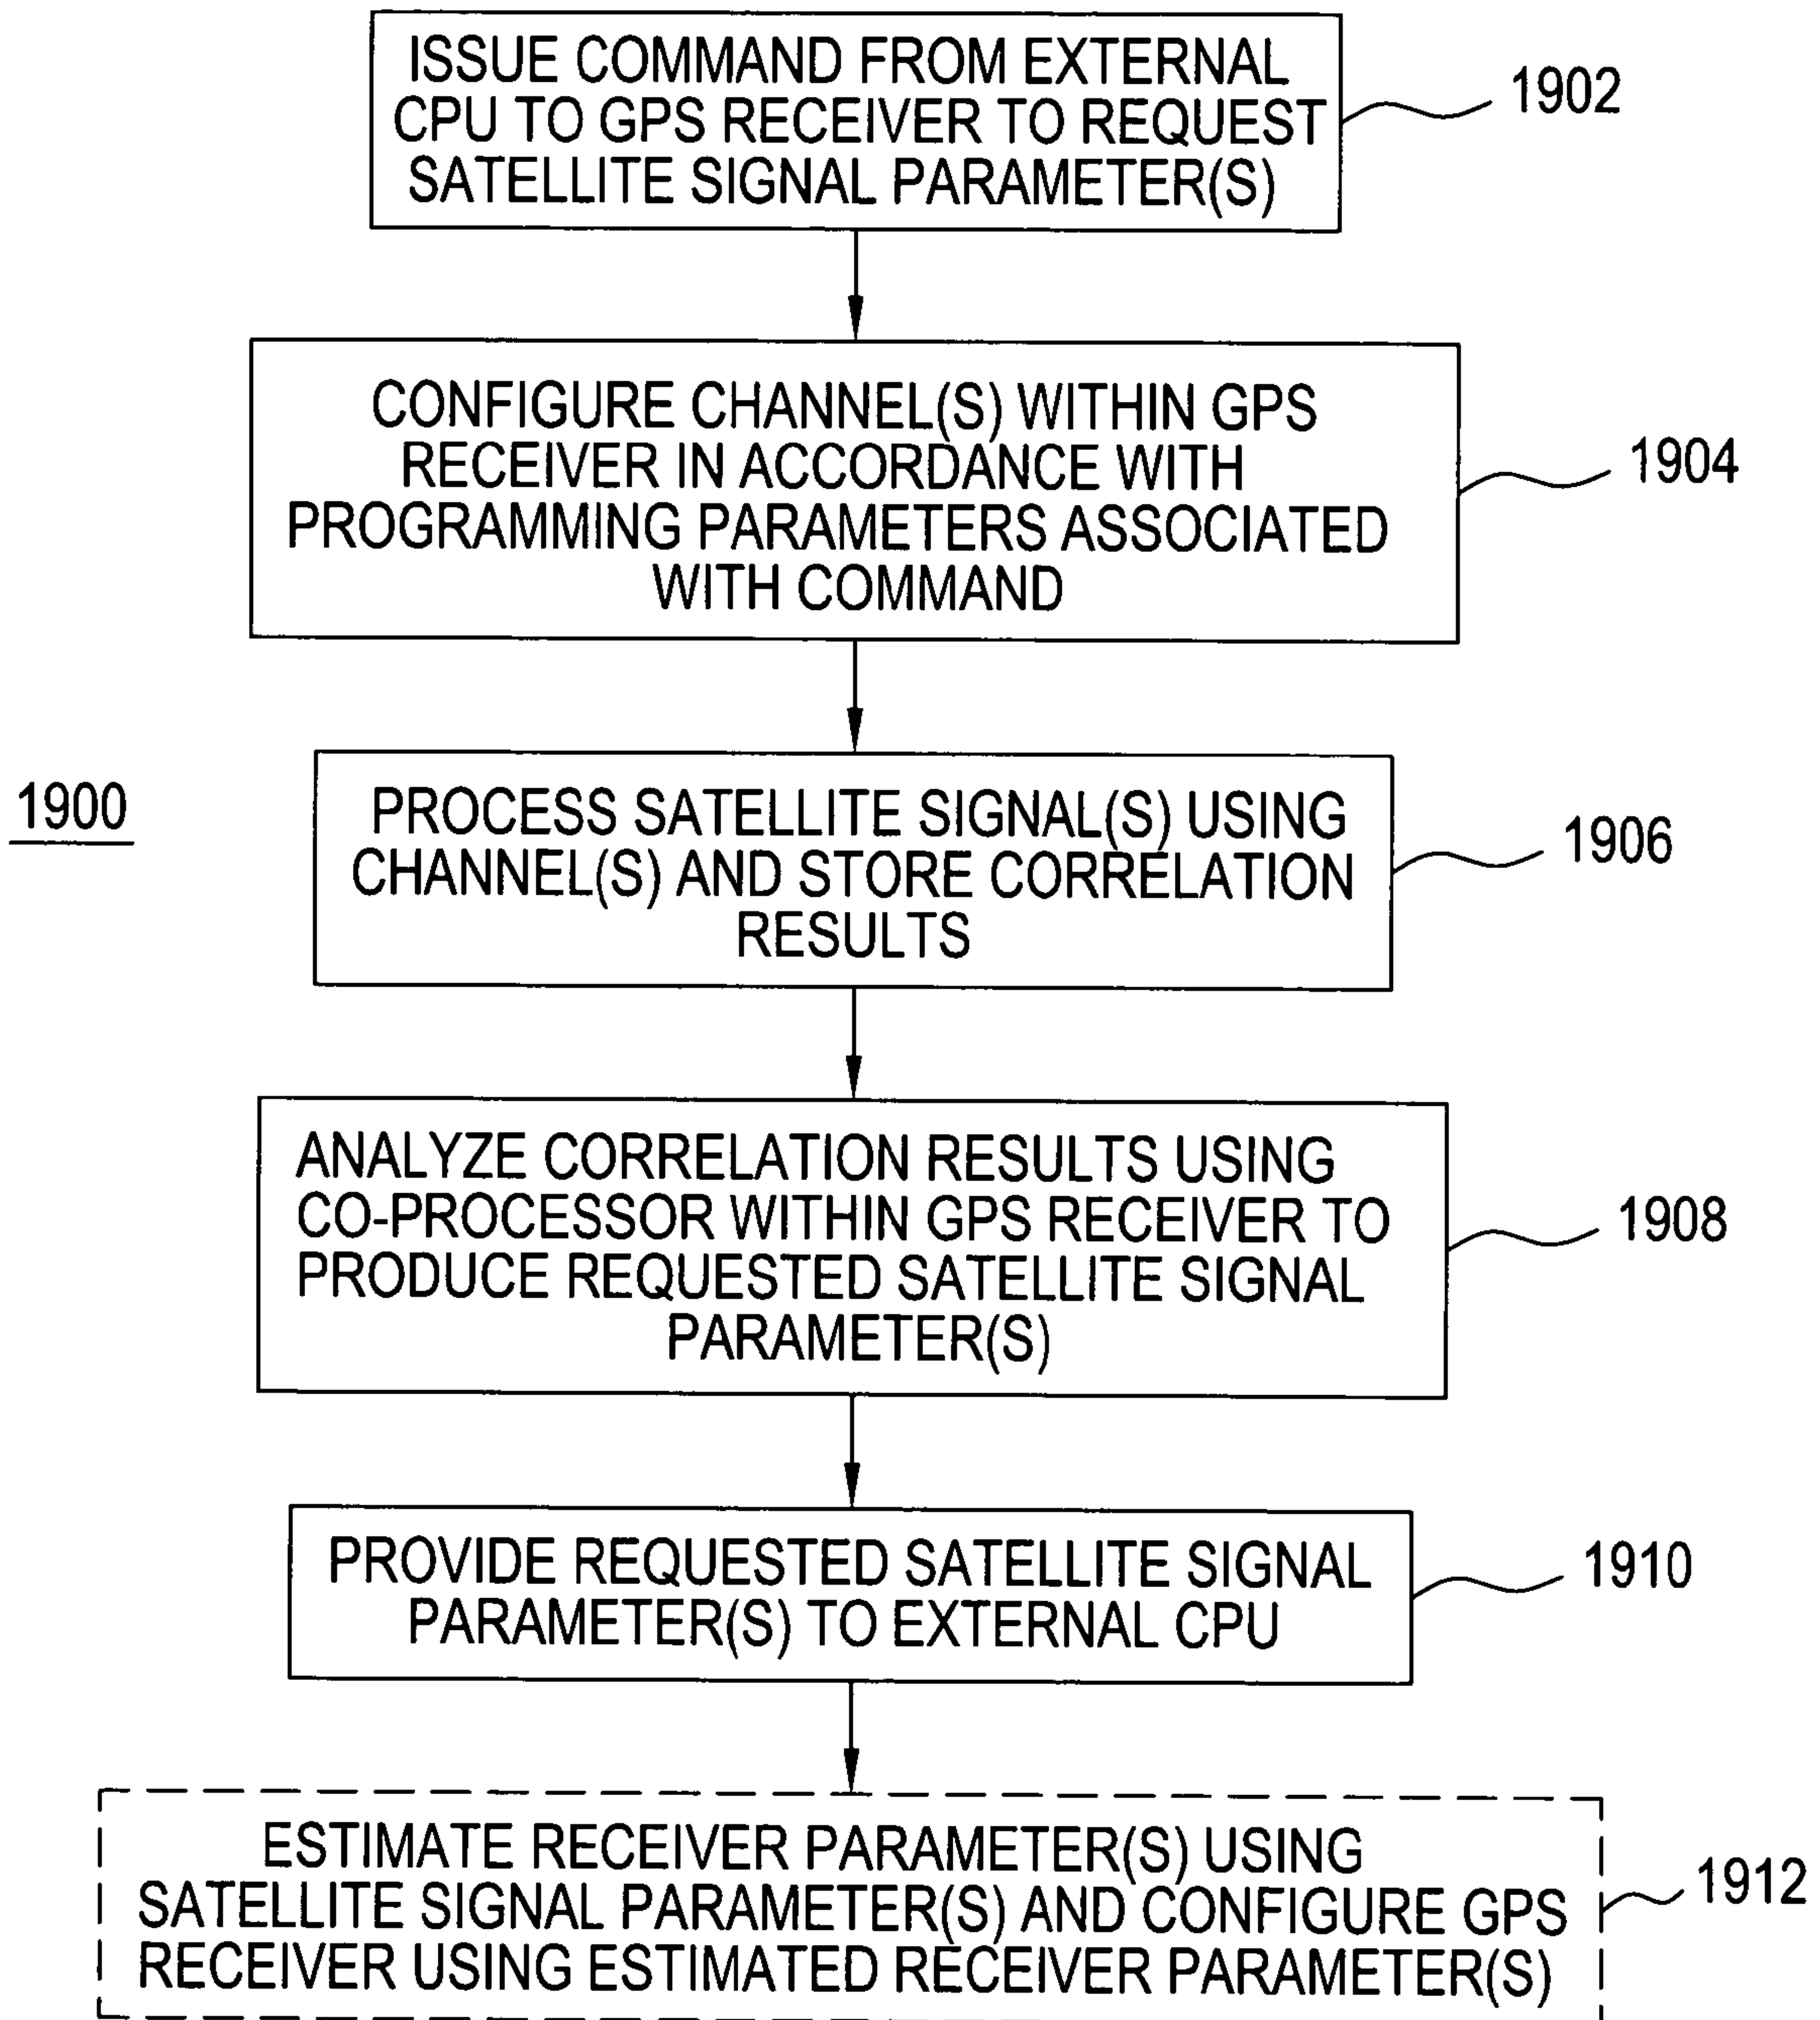 ISSUE COMMAND FROM EXTERNAL
CPU TO GPS RECEIVER TO REQUEST
SATELLITE SIGNAL PARAMETER(S)
1902
CONFIGURE CHANNEL(S) WITHIN GPS
RECEIVER IN ACCORDANCE WITH
PROGRAMMING PARAMETERS ASSOCIATED
WITH COMMAND
1904
1900
PROCESS SATELLITE SIGNAL(S) USING
CHANNEL(S) AND STORE CORRELATION
RESULTS
1906
ANALYZE CORRELATION RESULTS USING
CO-PROCESSOR WITHIN GPS RECEIVER TO
PRODUCE REQUESTED SATELLITE SIGNAL
PARAMETER(S)
1908
PROVIDE REQUESTED SATELLITE SIGNAL
PARAMETER(S) TO EXTERNAL CPU
1910
ESTIMATE RECEIVER PARAMETER(S) USING
SATELLITE SIGNAL PARAMETER(S) AND CONFIGURE GPS
RECEIVER USING ESTIMATED RECEIVER PARAMETER(S)
1912